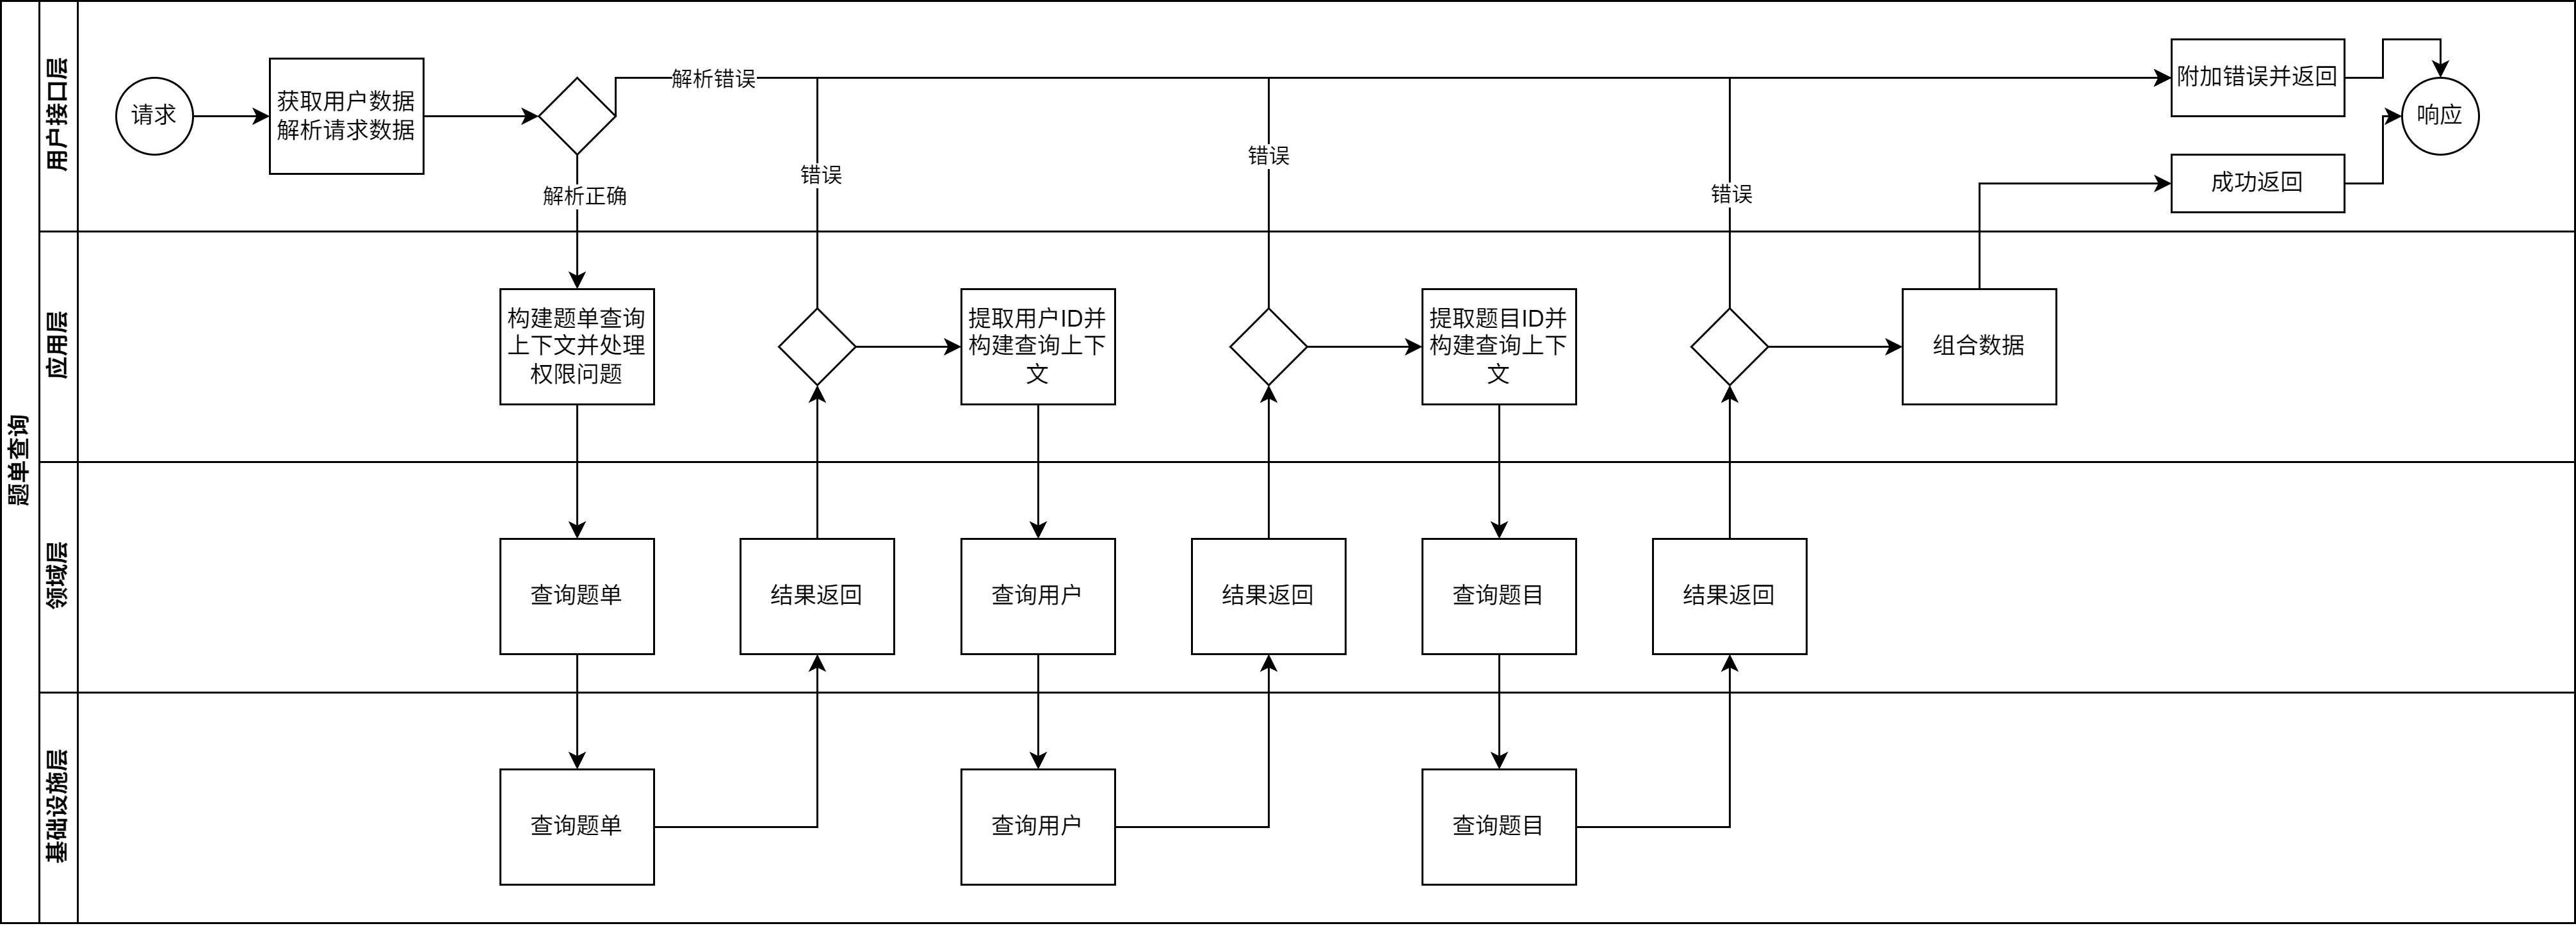 题单查询
用户接口层
请求
获取用户数据
解析请求数据
解析错误
解析正确
错误
错误
错误
附加错误并返回
成功返回
响应
应用层
构建题单查询
上下文并处理
权限问题
提取用户ID并
构建查询上下
文
提取题目ID并
构建查询上下
文
组合数据
领域层
查询题单
结果返回
查询用户
结果返回
查询题目
结果返回
基础设施层
查询题单
查询用户
查询题目